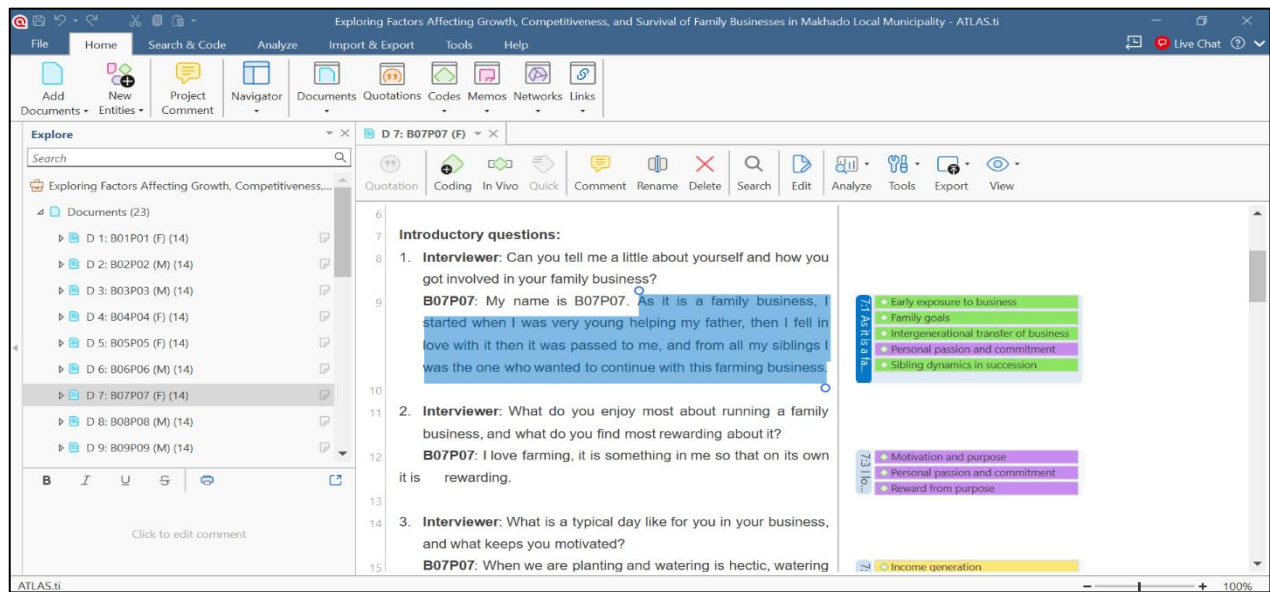 Exploring Factors Affecting Growth, Competitiveness, and Survival of Family Businesses in Makhado Local Municipality - ATLAS.ti
File Home Search & Code Analyze Import & Export Tools Help Live Chat
Add Documents New Entities Project Comment Navigator Documents Quotations Codes Memos Networks Links
Explore
Search
Exploring Factors Affecting Growth, Competitiveness,...
Documents (23)
D 1: B01P01 (F) (14)
D 2: B02P02 (M) (14)
D 3: B03P03 (M) (14)
D 4: B04P04 (F) (14)
D 5: B05P05 (F) (14)
D 6: B06P06 (M) (14)
D 7: B07P07 (F) (14)
D 8: B08P08 (M) (14)
D 9: B09P09 (M) (14)
B I U S
Click to edit comment
D 7: B07P07 (F)
Quotation Coding In Vivo Quick Comment Rename Delete Search Edit Analyze Tools Export View
6
7 Introductory questions:
8 1. Interviewer: Can you tell me a little about yourself and how you
got involved in your family business?
9 B07P07: My name is B07P07. As it is a family business, I
started when I was very young helping my father, then I fell in
love with it then it was passed to me, and from all my siblings I
was the one who wanted to continue with this farming business.
10
11 2. Interviewer: What do you enjoy most about running a family
business, and what do you find most rewarding about it?
12 B07P07: I love farming, it is something in me so that on its own
it is rewarding.
13
14 3. Interviewer: What is a typical day like for you in your business,
and what keeps you motivated?
15 B07P07: When we are planting and watering is hectic, watering
7:1 As it is a fa...
Early exposure to business
Family goals
Intergenerational transfer of business
Personal passion and commitment
Sibling dynamics in succession
7:3 I lo...
Motivation and purpose
Personal passion and commitment
Reward from purpose
Income generation
ATLAS.ti
100%